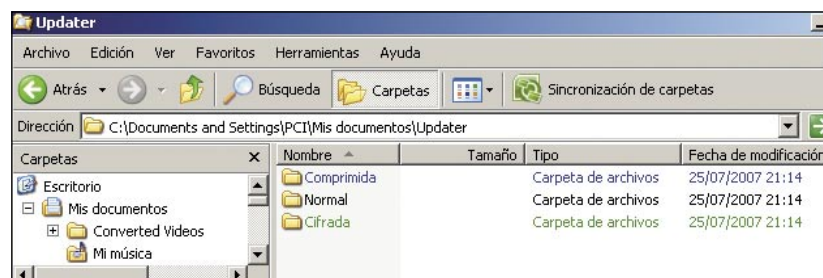 Updater
Archivo Edición Ver Favoritos Herramientas Ayuda
Atrás Búsqueda Carpetas Sincronización de carpetas
Dirección C:\Documents and Settings\PCI\Mis documentos\Updater
Carpetas x Nombre Tamaño Tipo Fecha de modificación
Escritorio
Mis documentos
Converted Videos
Mi música
Comprimida Carpeta de archivos 25/07/2007 21:14
Normal Carpeta de archivos 25/07/2007 21:14
Cifrada Carpeta de archivos 25/07/2007 21:14